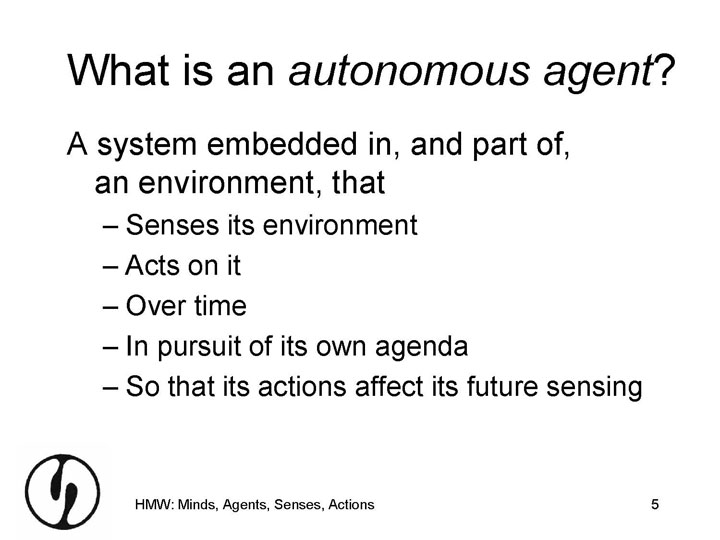 What is an autonomous agent?
A system embedded in, and part of,
an environment, that
– Senses its environment
– Acts on it
– Over time
– In pursuit of its own agenda
– So that its actions affect its future sensing
HMW: Minds, Agents, Senses, Actions
5